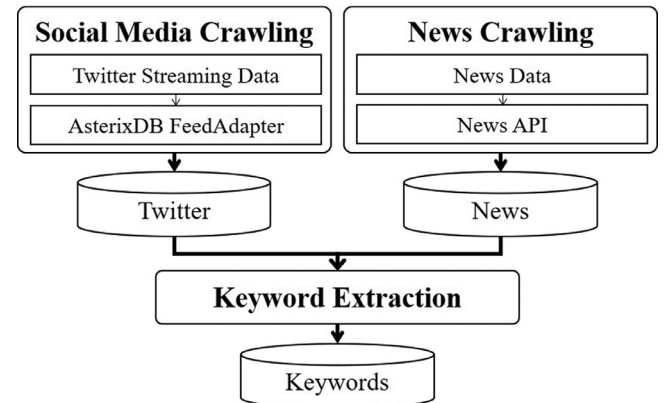 Social Media Crawling
Twitter Streaming Data
AsterixDB FeedAdapter
News Crawling
News Data
News API
Twitter
News
Keyword Extraction
Keywords